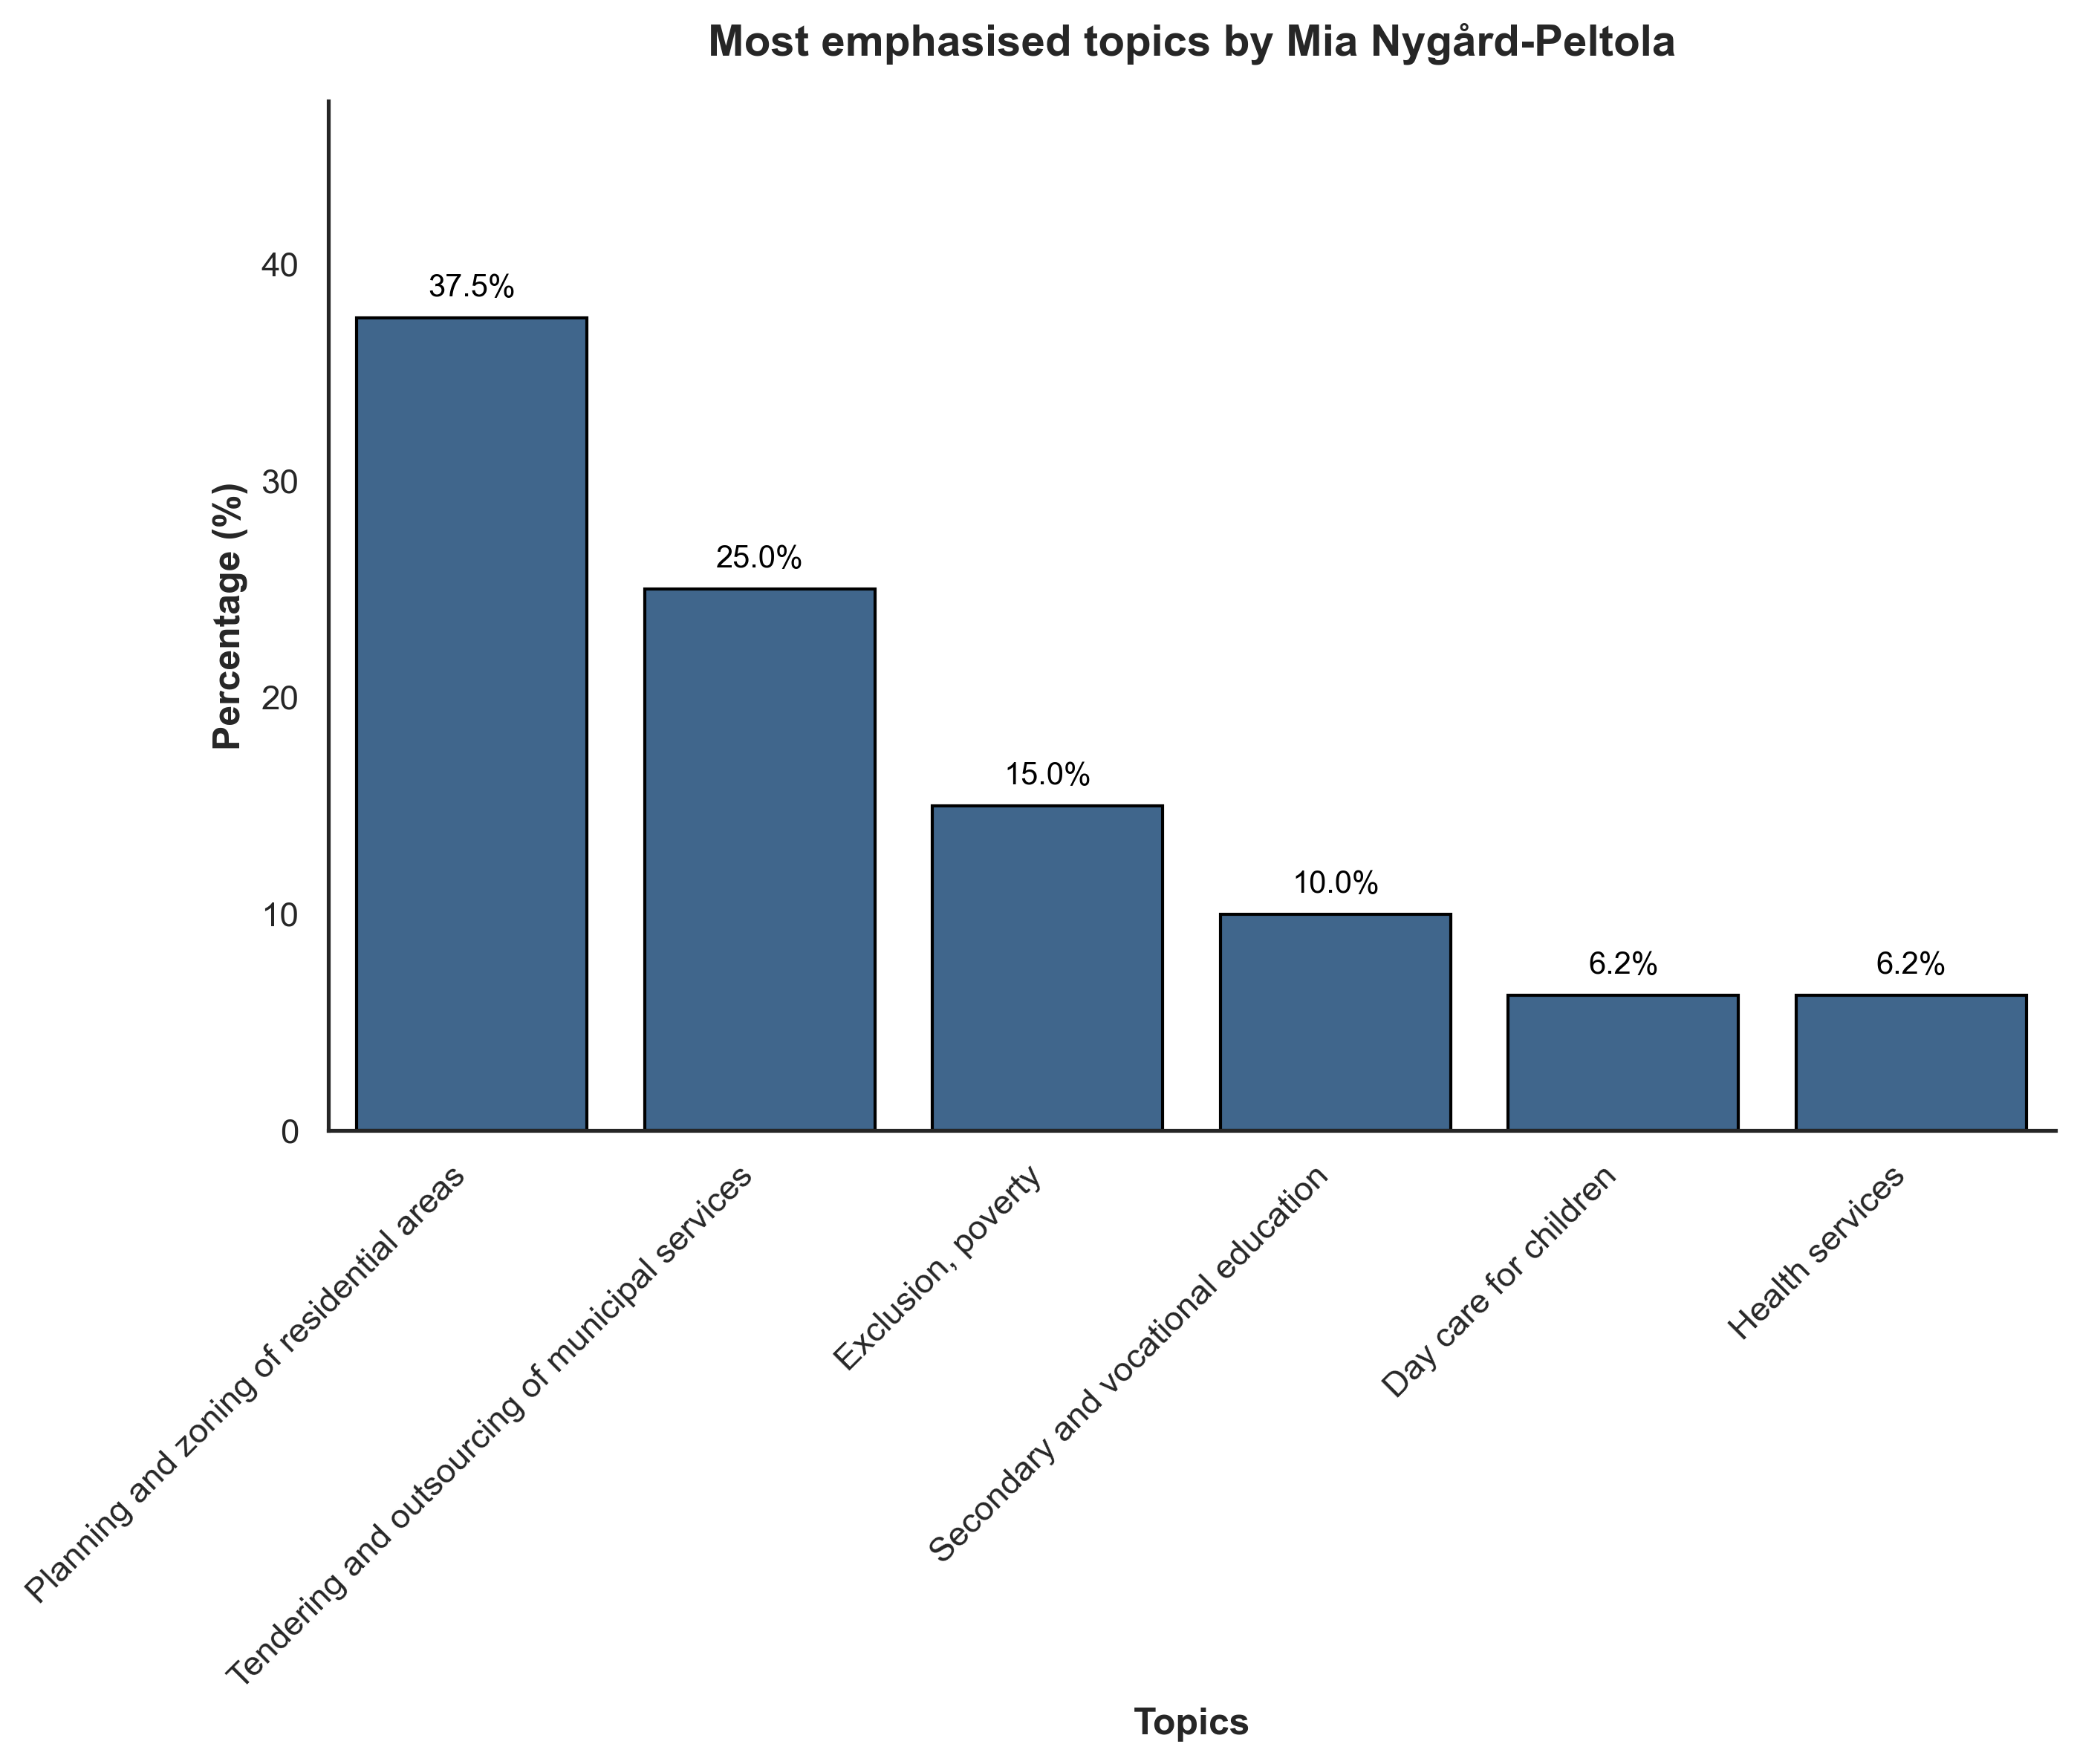 Most emphasised topics by Mia Nygård-Peltola
Percentage (%)
40
30
20
10
0
37.5%
25.0%
15.0%
10.0%
6.2%
6.2%
Planning and zoning of residential areas
Tendering and outsourcing of municipal services
Exclusion, poverty
Secondary and vocational education
Day care for children
Health services
Topics